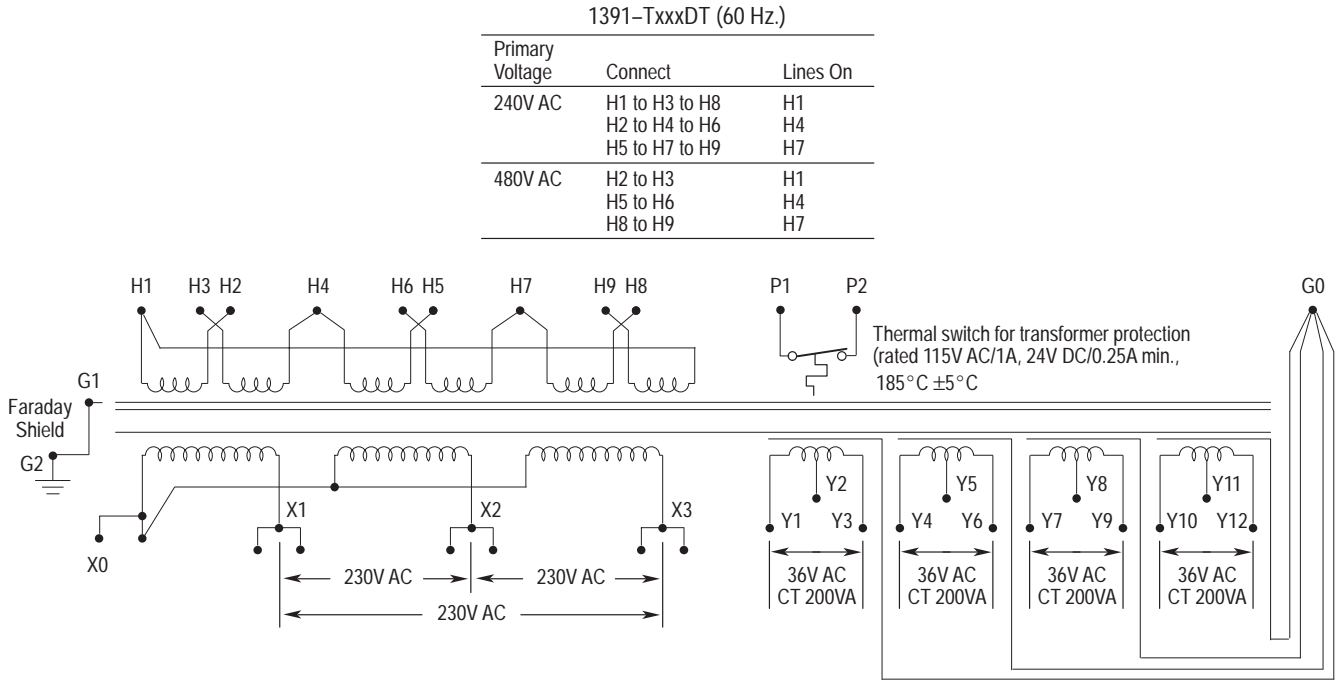 1391–TxxxDT (60 Hz.)
Primary Voltage Connect Lines On
240V AC H1 to H3 to H8 H1
H2 to H4 to H6 H4
H5 to H7 to H9 H7
480V AC H2 to H3 H1
H5 to H6 H4
H8 to H9 H7
H1 H3 H2 H4 H6 H5 H7 H9 H8 P1 P2 G0
Thermal switch for transformer protection
(rated 115V AC/1A, 24V DC/0.25A min.,
185°C ±5°C
G1
Faraday
Shield
G2
Y2 Y5 Y8 Y11
X1 X2 X3 Y1 Y3 Y4 Y6 Y7 Y9 Y10 Y12
X0
230V AC 230V AC
230V AC
36V AC
CT 200VA
36V AC
CT 200VA
36V AC
CT 200VA
36V AC
CT 200VA